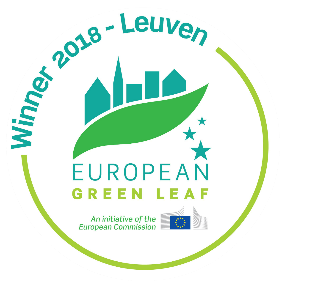 Winner 2018 - Leuven
EUROPEAN
GREEN LEAF
An initiative of the
European Commission